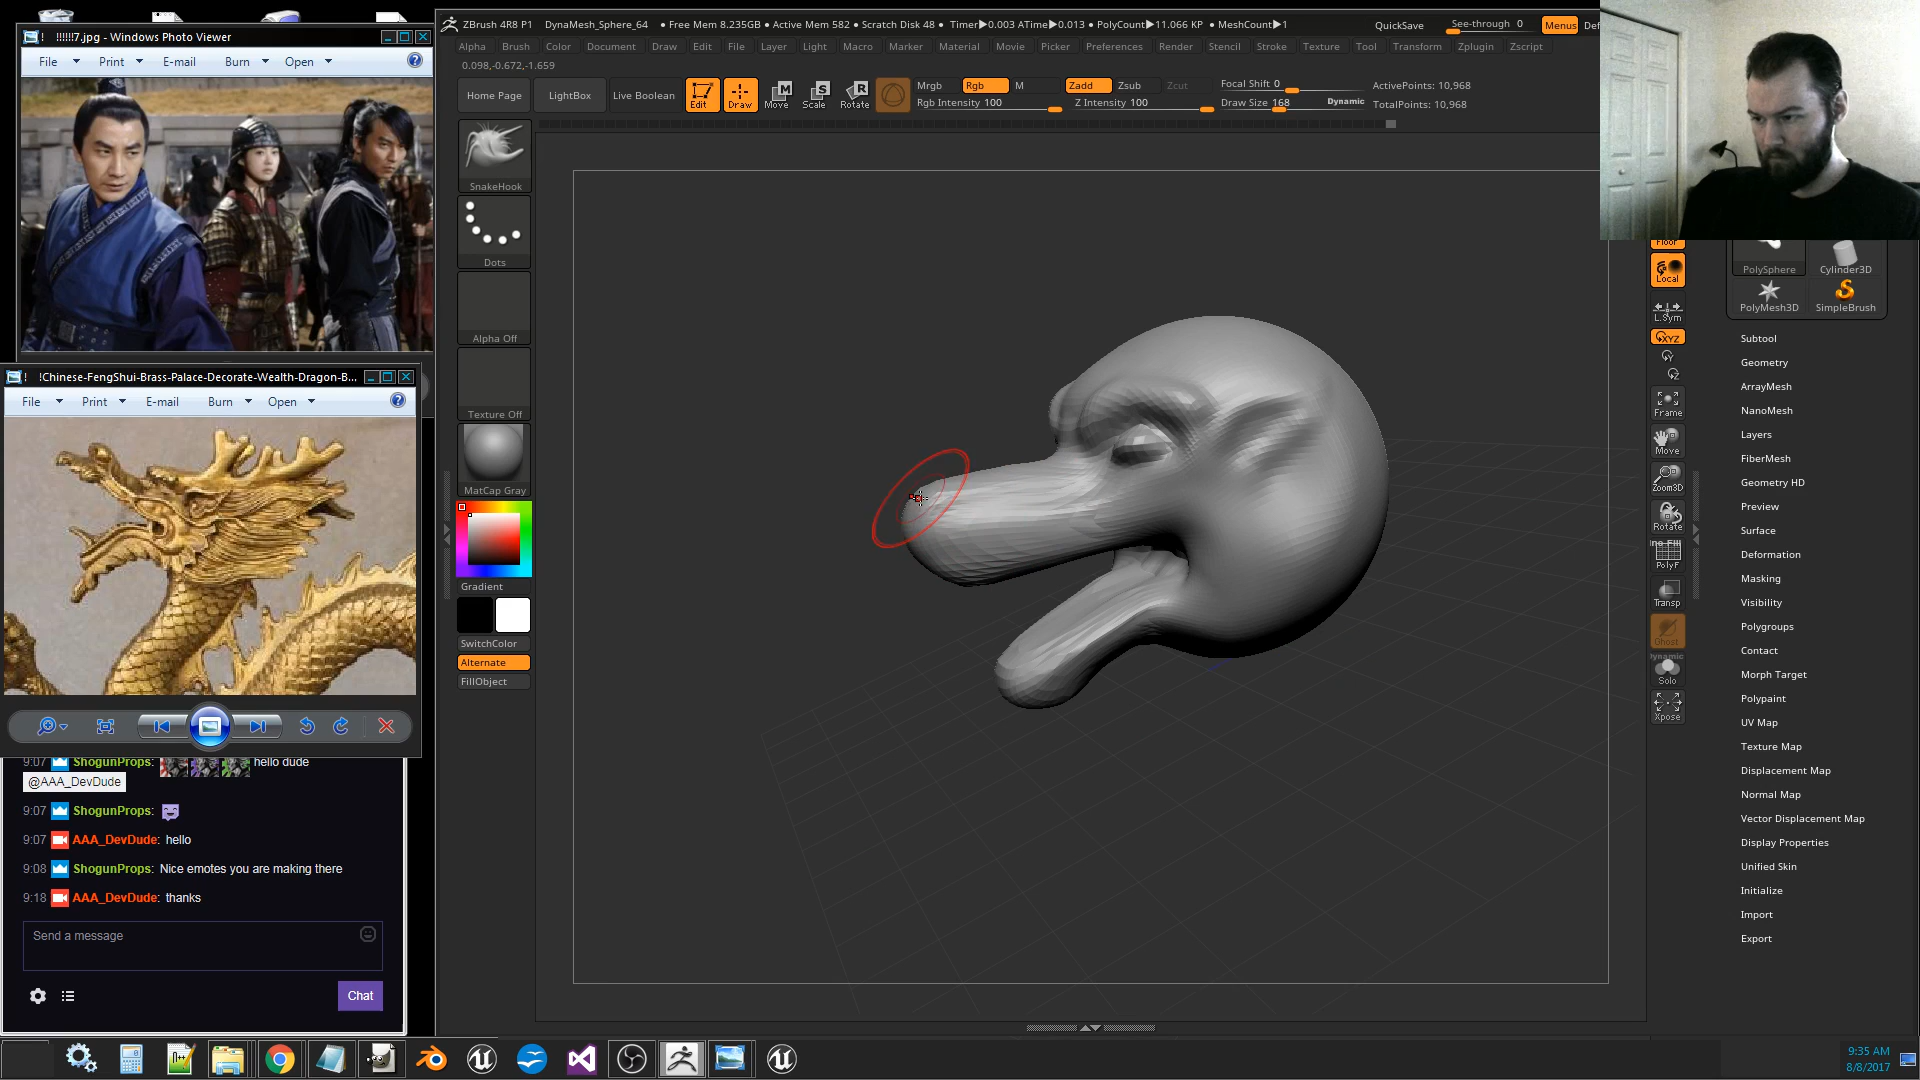 !!!!!!7.jpg - Windows Photo Viewer
File Print E-mail Burn Open
ZBrush 4R8 P1 DynaMesh_Sphere_64 ● Free Mem 8.235GB ● Active Mem 582 ● Scratch Disk 48 ● Timer▶0.003 ATime▶0.013 ● PolyCount▶11.066 KP ● MeshCount▶1 QuickSave See-through 0 Menus
Alpha Brush Color Document Draw Edit File Layer Light Macro Marker Material Movie Picker Preferences Render Stencil Stroke Texture Tool Transform Zplugin Zscript
0.098,-0.672,-1.659
Home Page LightBox Live Boolean Edit Draw Move Scale Rotate
Mrgb Rgb M Zadd Zsub Zcut Focal Shift 0 ActivePoints: 10,968
Rgb Intensity 100 Z Intensity 100 Draw Size 168 Dynamic TotalPoints: 10,968
SnakeHook
Dots
Alpha Off
Texture Off
MatCap Gray
Gradient
SwitchColor
Alternate
FillObject
!Chinese-FengShui-Brass-Palace-Decorate-Wealth-Dragon-B...
File Print E-mail Burn Open
9:07 ShogunProps: hello dude
@AAA_DevDude
9:07 ShogunProps:
9:07 AAA_DevDude: hello
9:08 ShogunProps: Nice emotes you are making there
9:18 AAA_DevDude: thanks
Send a message
Chat
Floor
Local
L.Sym
XYZ
Frame
Move
Zoom3D
Rotate
PolyF
Transp
Ghost
Dynamic
Solo
Xpose
PolySphere Cylinder3D
PolyMesh3D SimpleBrush
Subtool
Geometry
ArrayMesh
NanoMesh
Layers
FiberMesh
Geometry HD
Preview
Surface
Deformation
Masking
Visibility
Polygroups
Contact
Morph Target
Polypaint
UV Map
Texture Map
Displacement Map
Normal Map
Vector Displacement Map
Display Properties
Unified Skin
Initialize
Import
Export
9:35 AM
8/8/2017